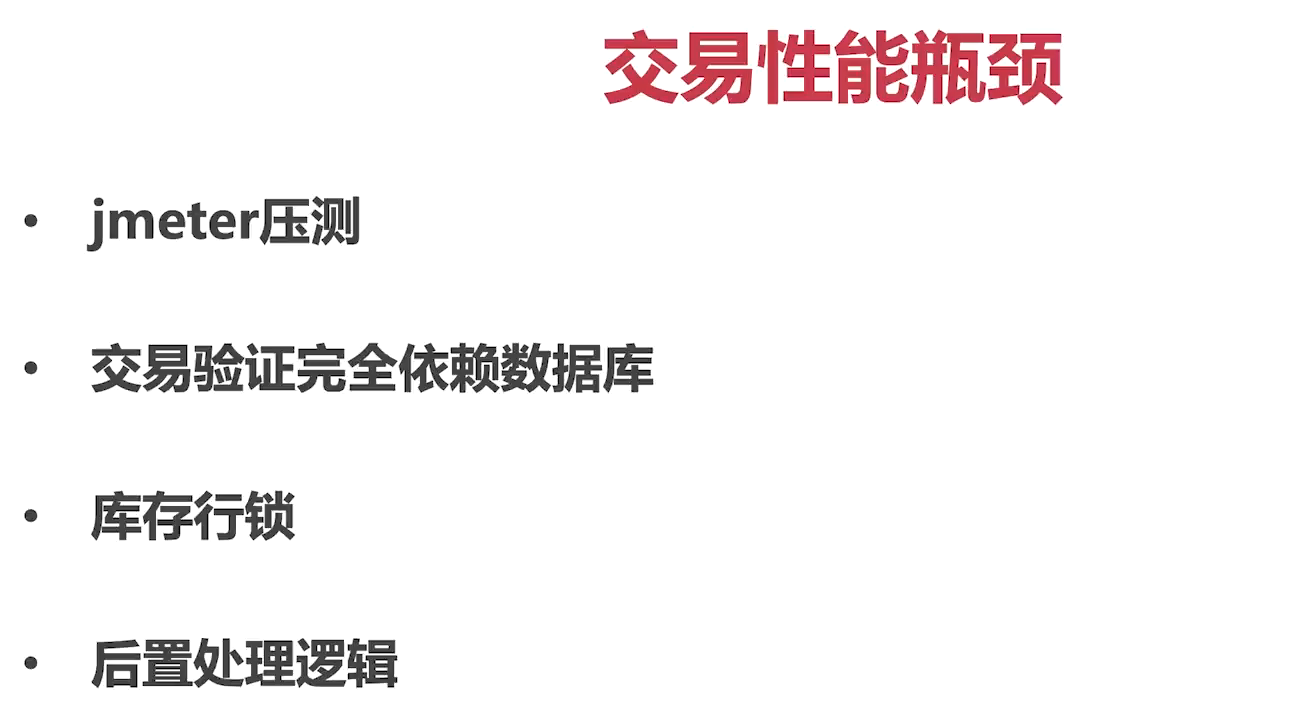 交易性能瓶颈
• jmeter压测
• 交易验证完全依赖数据库
• 库存行锁
• 后置处理逻辑